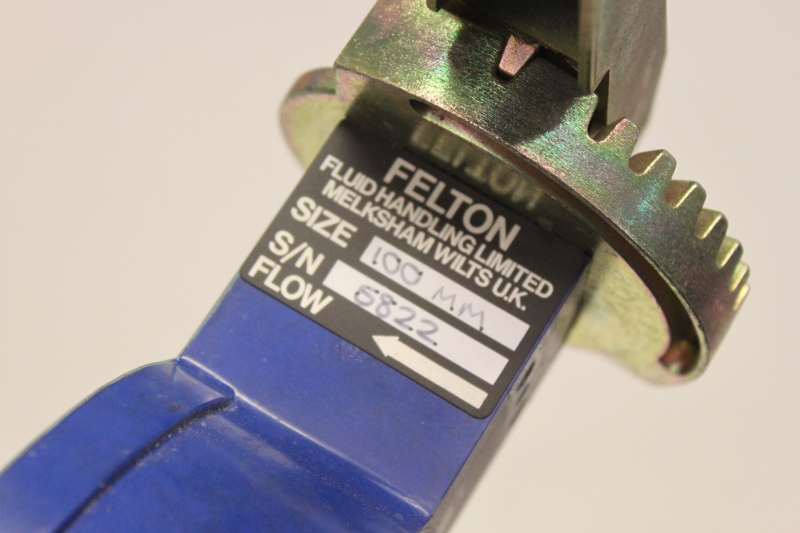 FELTON
FLUID HANDLING LIMITED
MELKSHAM WILTS U.K.
SIZE 100 MM
S/N 6822
FLOW